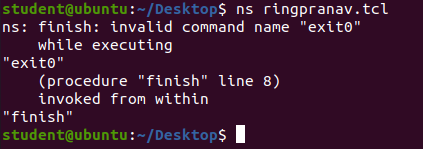 student@ubuntu:~/Desktop$ ns ringpranav.tcl
ns: finish: invalid command name "exit0"
    while executing
"exit0"
    (procedure "finish" line 8)
    invoked from within
"finish"
student@ubuntu:~/Desktop$